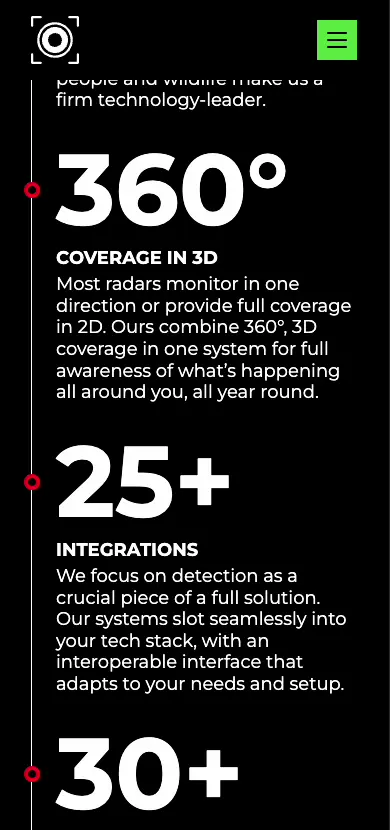 people and wildlife make us a
firm technology-leader.
360°
COVERAGE IN 3D
Most radars monitor in one
direction or provide full coverage
in 2D. Ours combine 360°, 3D
coverage in one system for full
awareness of what’s happening
all around you, all year round.
25+
INTEGRATIONS
We focus on detection as a
crucial piece of a full solution.
Our systems slot seamlessly into
your tech stack, with an
interoperable interface that
adapts to your needs and setup.
30+